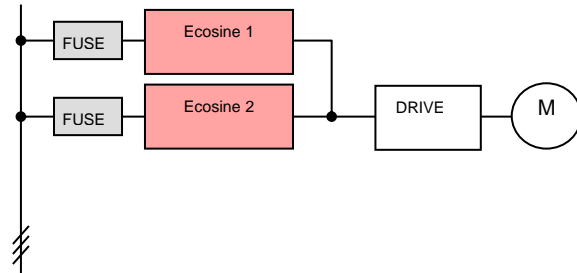 FUSE
Ecosine 1
FUSE
Ecosine 2
DRIVE
M